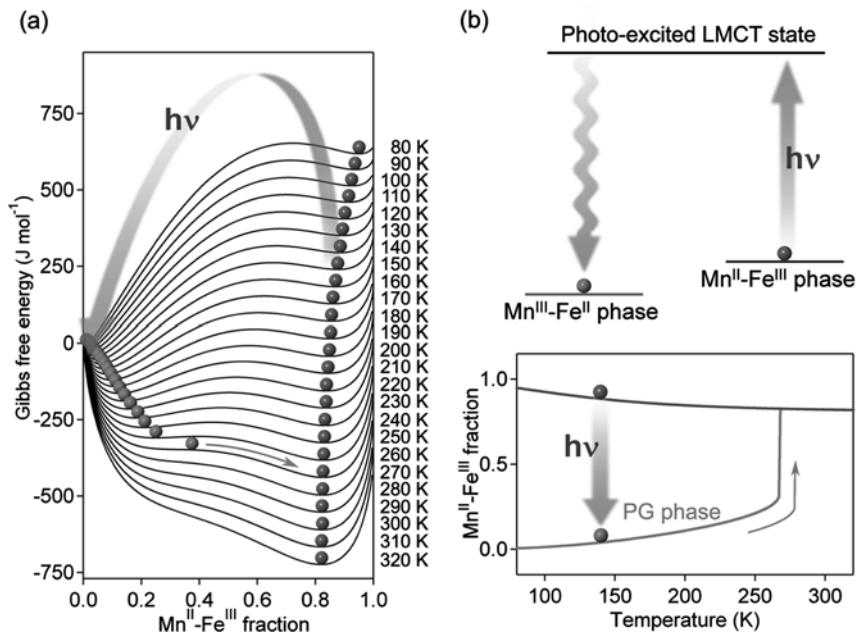 (a)
750
500
250
0
-250
-500
-750
Gibbs free energy (J mol⁻¹)
hν
80 K
90 K
100 K
110 K
120 K
130 K
140 K
150 K
160 K
170 K
180 K
190 K
200 K
210 K
220 K
230 K
240 K
250 K
260 K
270 K
280 K
290 K
300 K
310 K
320 K
0.0 0.2 0.4 0.6 0.8 1.0
Mnᴵᴵ-Feᴵᴵᴵ fraction
(b)
Photo-excited LMCT state
hν
Mnᴵᴵ-Feᴵᴵᴵ phase
Mnᴵᴵᴵ-Feᴵᴵ phase
1.0
0.5
0.0
Mnᴵᴵ-Feᴵᴵᴵ fraction
hν
PG phase
100 150 200 250 300
Temperature (K)